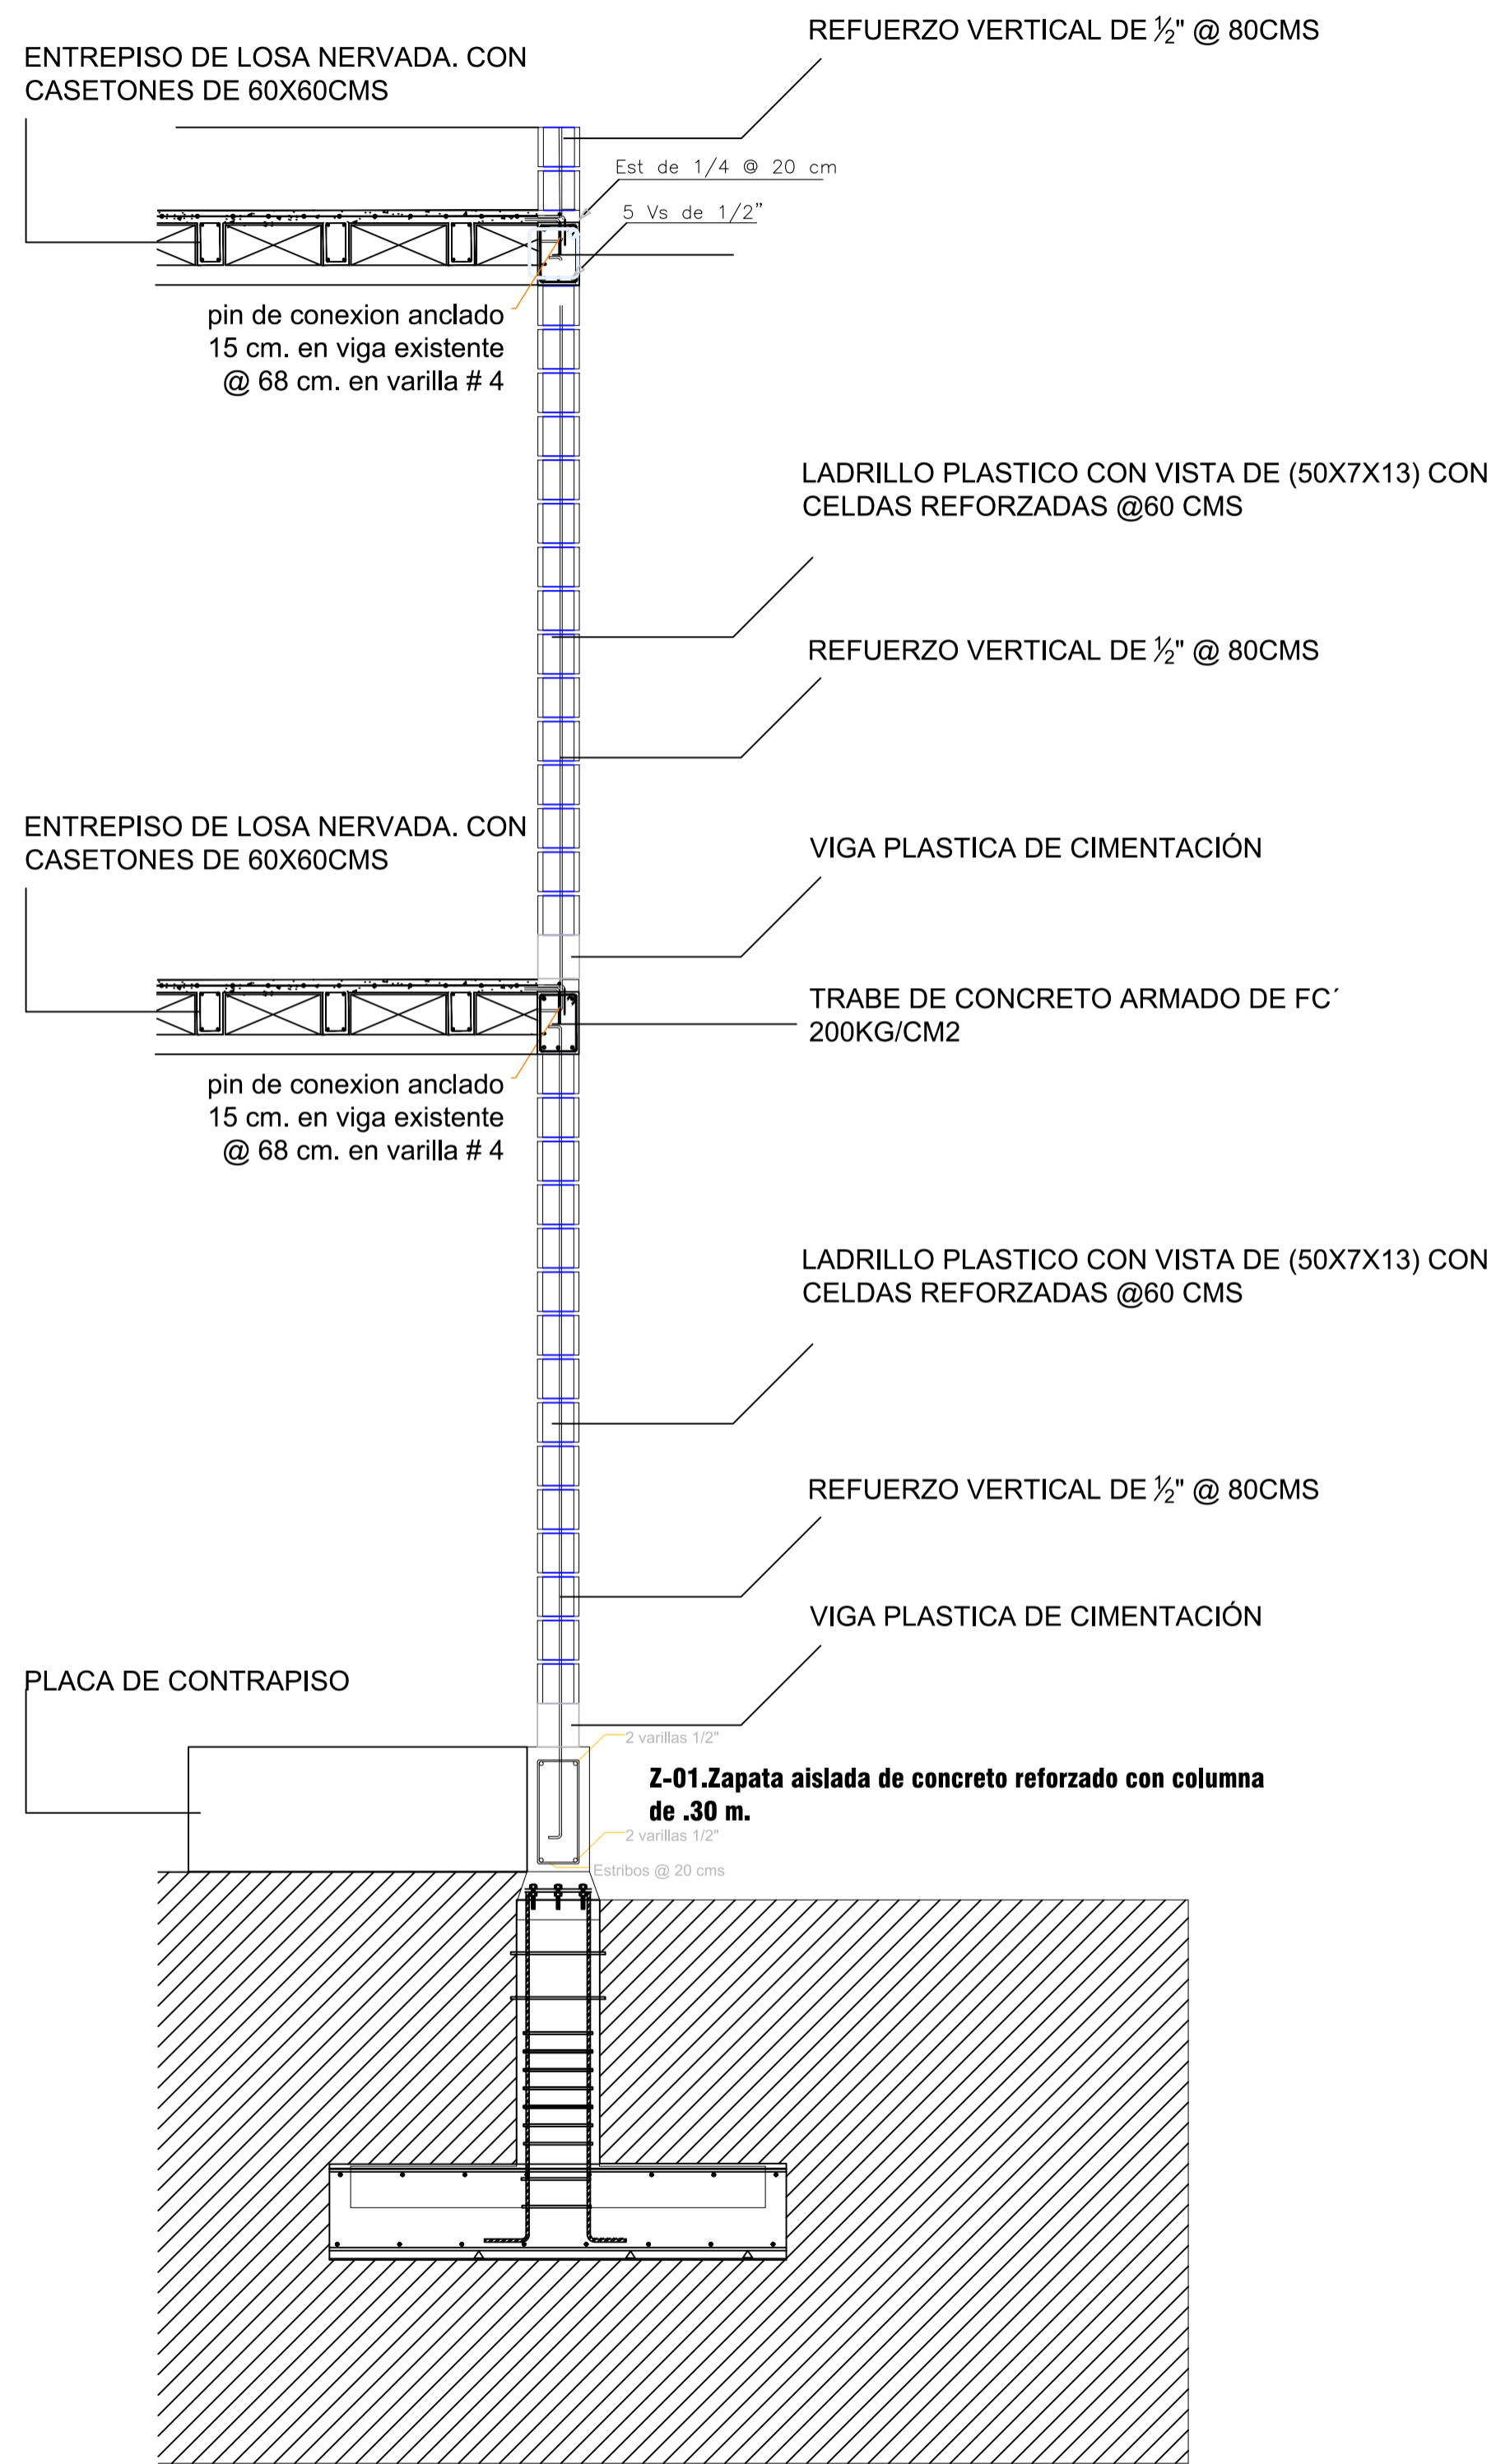 REFUERZO VERTICAL DE ½" @ 80CMS
ENTREPISO DE LOSA NERVADA. CON
CASETONES DE 60X60CMS
Est de 1/4 @ 20 cm
5 Vs de 1/2"
pin de conexion anclado
15 cm. en viga existente
@ 68 cm. en varilla # 4
LADRILLO PLASTICO CON VISTA DE (50X7X13) CON
CELDAS REFORZADAS @60 CMS
REFUERZO VERTICAL DE ½" @ 80CMS
ENTREPISO DE LOSA NERVADA. CON
CASETONES DE 60X60CMS
VIGA PLASTICA DE CIMENTACIÓN
TRABE DE CONCRETO ARMADO DE FC´
200KG/CM2
pin de conexion anclado
15 cm. en viga existente
@ 68 cm. en varilla # 4
LADRILLO PLASTICO CON VISTA DE (50X7X13) CON
CELDAS REFORZADAS @60 CMS
REFUERZO VERTICAL DE ½" @ 80CMS
VIGA PLASTICA DE CIMENTACIÓN
PLACA DE CONTRAPISO
2 varillas 1/2"
Z-01.Zapata aislada de concreto reforzado con columna
de .30 m.
2 varillas 1/2"
Estribos @ 20 cms